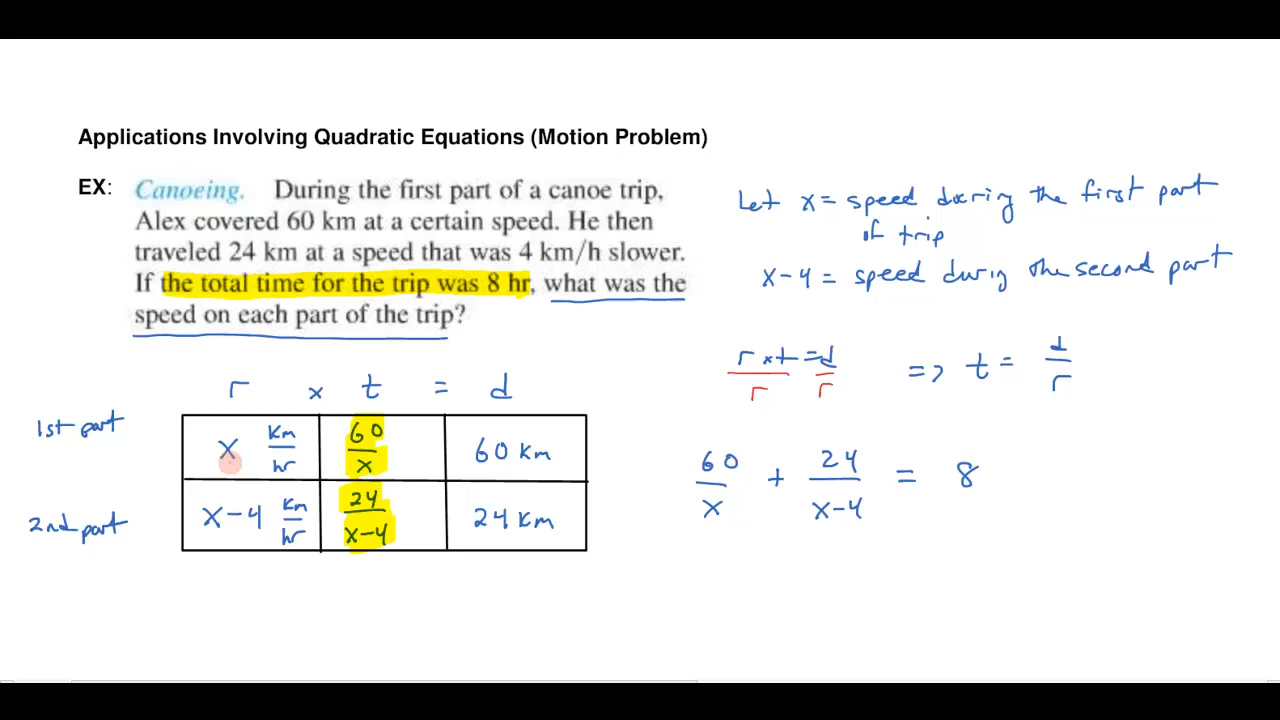 Applications Involving Quadratic Equations (Motion Problem)
EX: Canoeing. During the first part of a canoe trip,
Alex covered 60 km at a certain speed. He then
traveled 24 km at a speed that was 4 km/h slower.
If the total time for the trip was 8 hr, what was the
speed on each part of the trip?
Let x = speed during the first part
of trip
x-4 = speed durig the second part
r × t = d
r r
=> t = d/r
r × t = d
1st part x km/hr 60/x 60 km
2nd part x-4 km/hr 24/x-4 24 km
60/x + 24/x-4 = 8